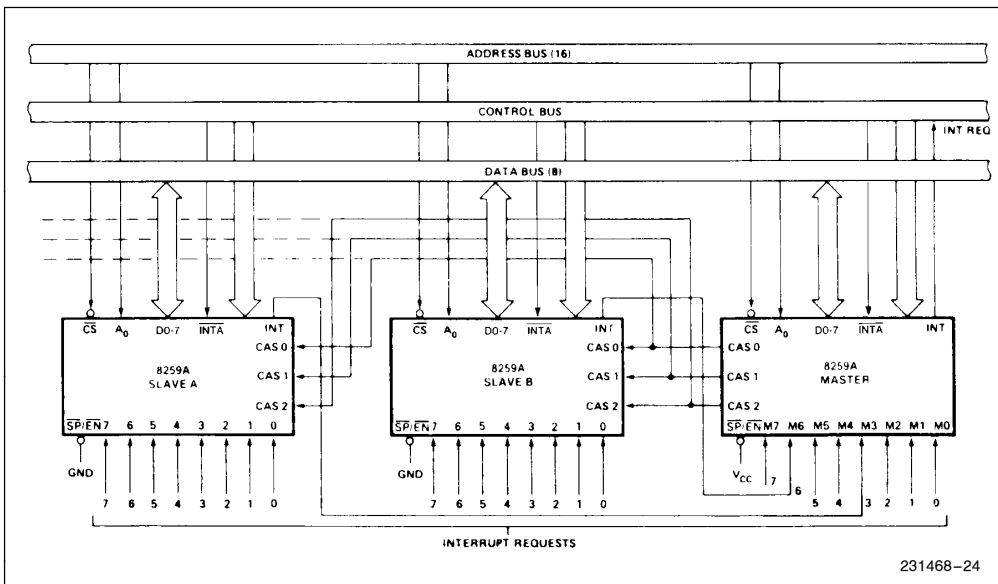 ADDRESS BUS (16)
CONTROL BUS
INT REQ
DATA BUS (8)
CS A0 D0-7 INTA INT
CAS 0
8259A
SLAVE A
CAS 1
CAS 2
SP/EN 7 6 5 4 3 2 1 0
GND
7 6 5 4 3 2 1 0
CS A0 D0-7 INTA INT
CAS 0
8259A
SLAVE B
CAS 1
CAS 2
SP/EN 7 6 5 4 3 2 1 0
GND
7 6 5 4 3 2 1 0
CS A0 D0-7 INTA INT
CAS 0
8259A
MASTER
CAS 1
CAS 2
SP/EN M7 M6 M5 M4 M3 M2 M1 M0
VCC
7 6 5 4 3 2 1 0
INTERRUPT REQUESTS
231468-24